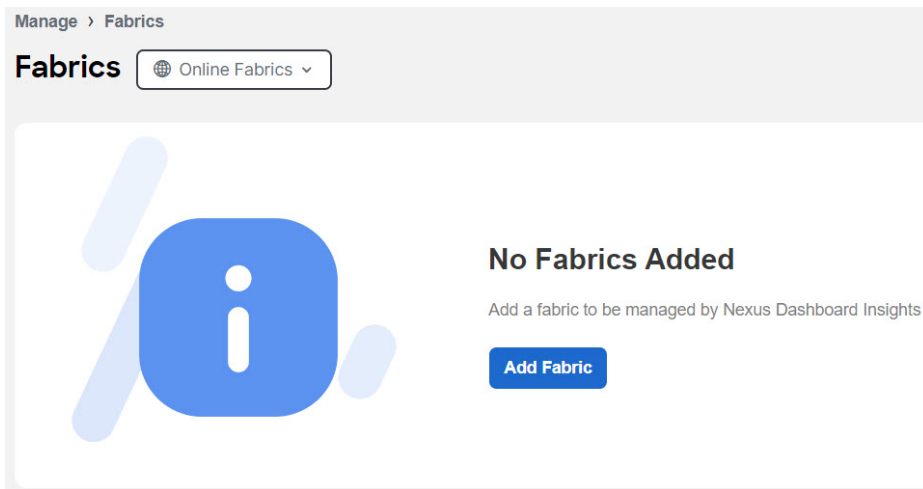 Manage > Fabrics
Fabrics Online Fabrics
No Fabrics Added
Add a fabric to be managed by Nexus Dashboard Insights
Add Fabric